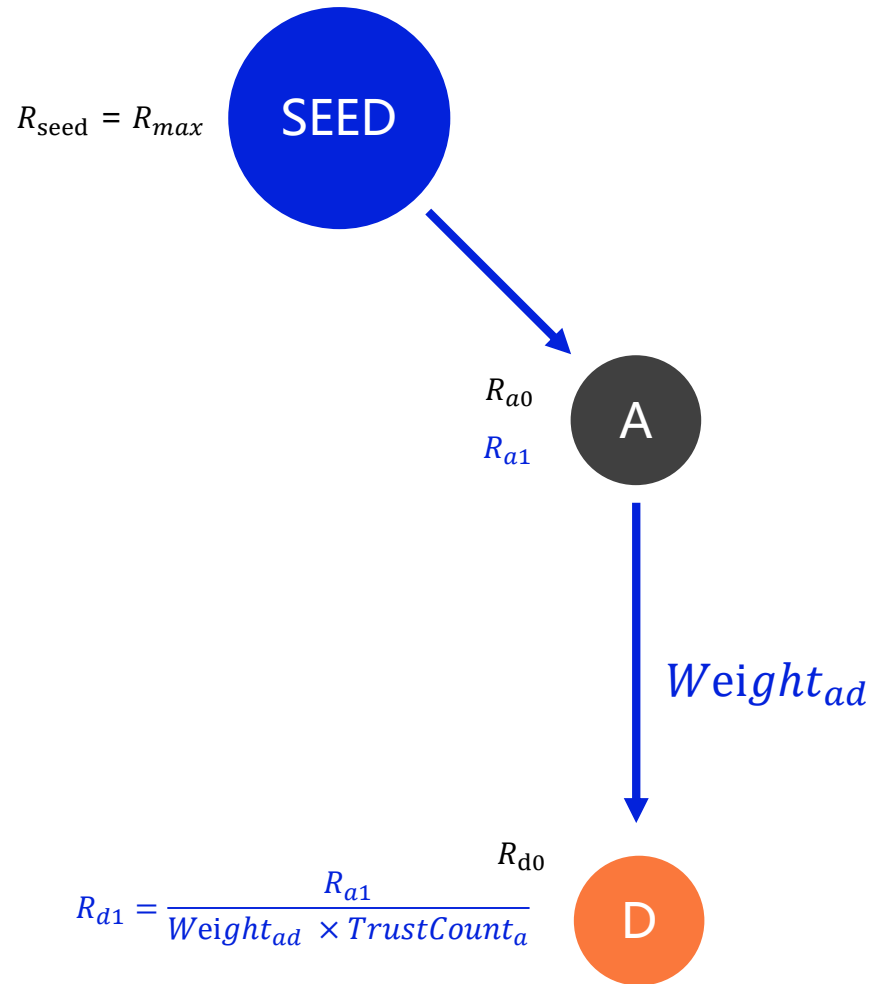 SEED
R_seed = R_max
R_a0
A
R_a1
Weight_ad
R_d0
R_d1 = R_a1 / (Weight_ad × TrustCount_a)
D